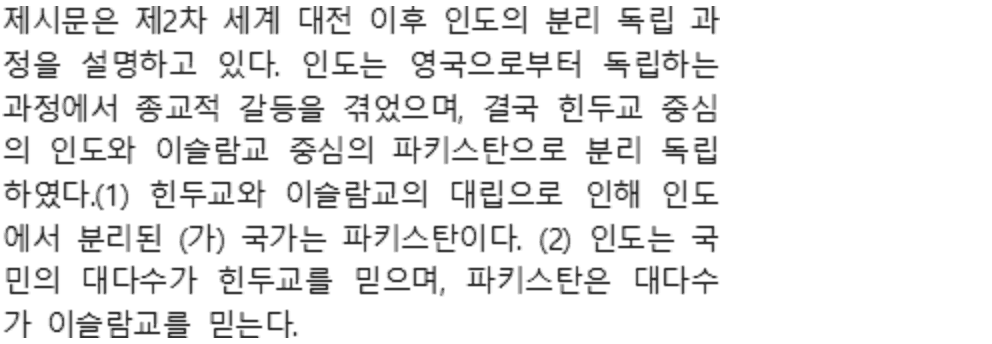 제시문은 제2차 세계 대전 이후 인도의 분리 독립 과
정을 설명하고 있다. 인도는 영국으로부터 독립하는
과정에서 종교적 갈등을 겪었으며, 결국 힌두교 중심
의 인도와 이슬람교 중심의 파키스탄으로 분리 독립
하였다.(1) 힌두교와 이슬람교의 대립으로 인해 인도
에서 분리된 (가) 국가는 파키스탄이다. (2) 인도는 국
민의 대다수가 힌두교를 믿으며, 파키스탄은 대다수
가 이슬람교를 믿는다.